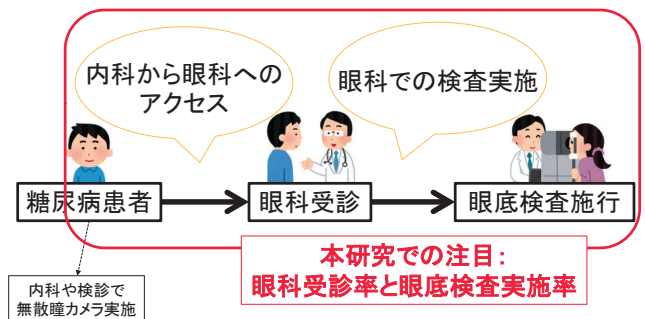 内科から眼科への
アクセス
眼科での検査実施
糖尿病患者
眼科受診
眼底検査施行
本研究での注目：
眼科受診率と眼底検査実施率
内科や検診で
無散瞳カメラ実施